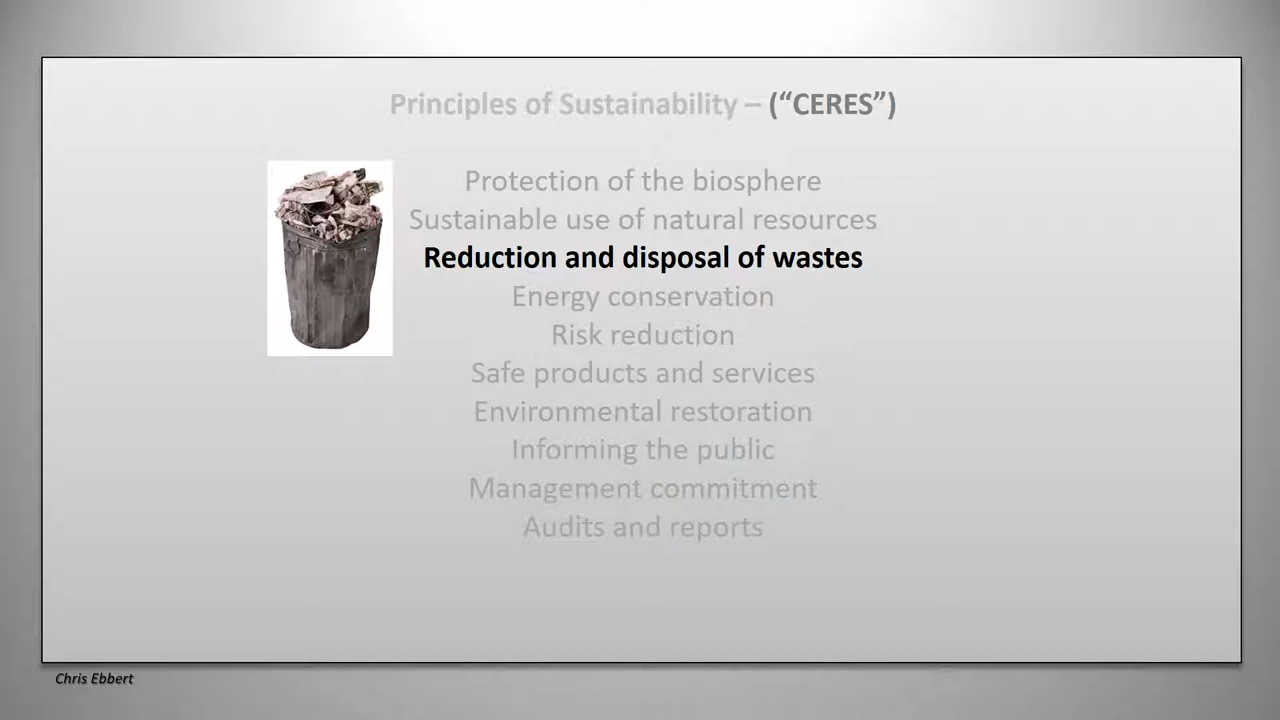 Principles of Sustainability – (“CERES”)
Protection of the biosphere
Sustainable use of natural resources
Reduction and disposal of wastes
Energy conservation
Risk reduction
Safe products and services
Environmental restoration
Informing the public
Management commitment
Audits and reports
Chris Ebbert